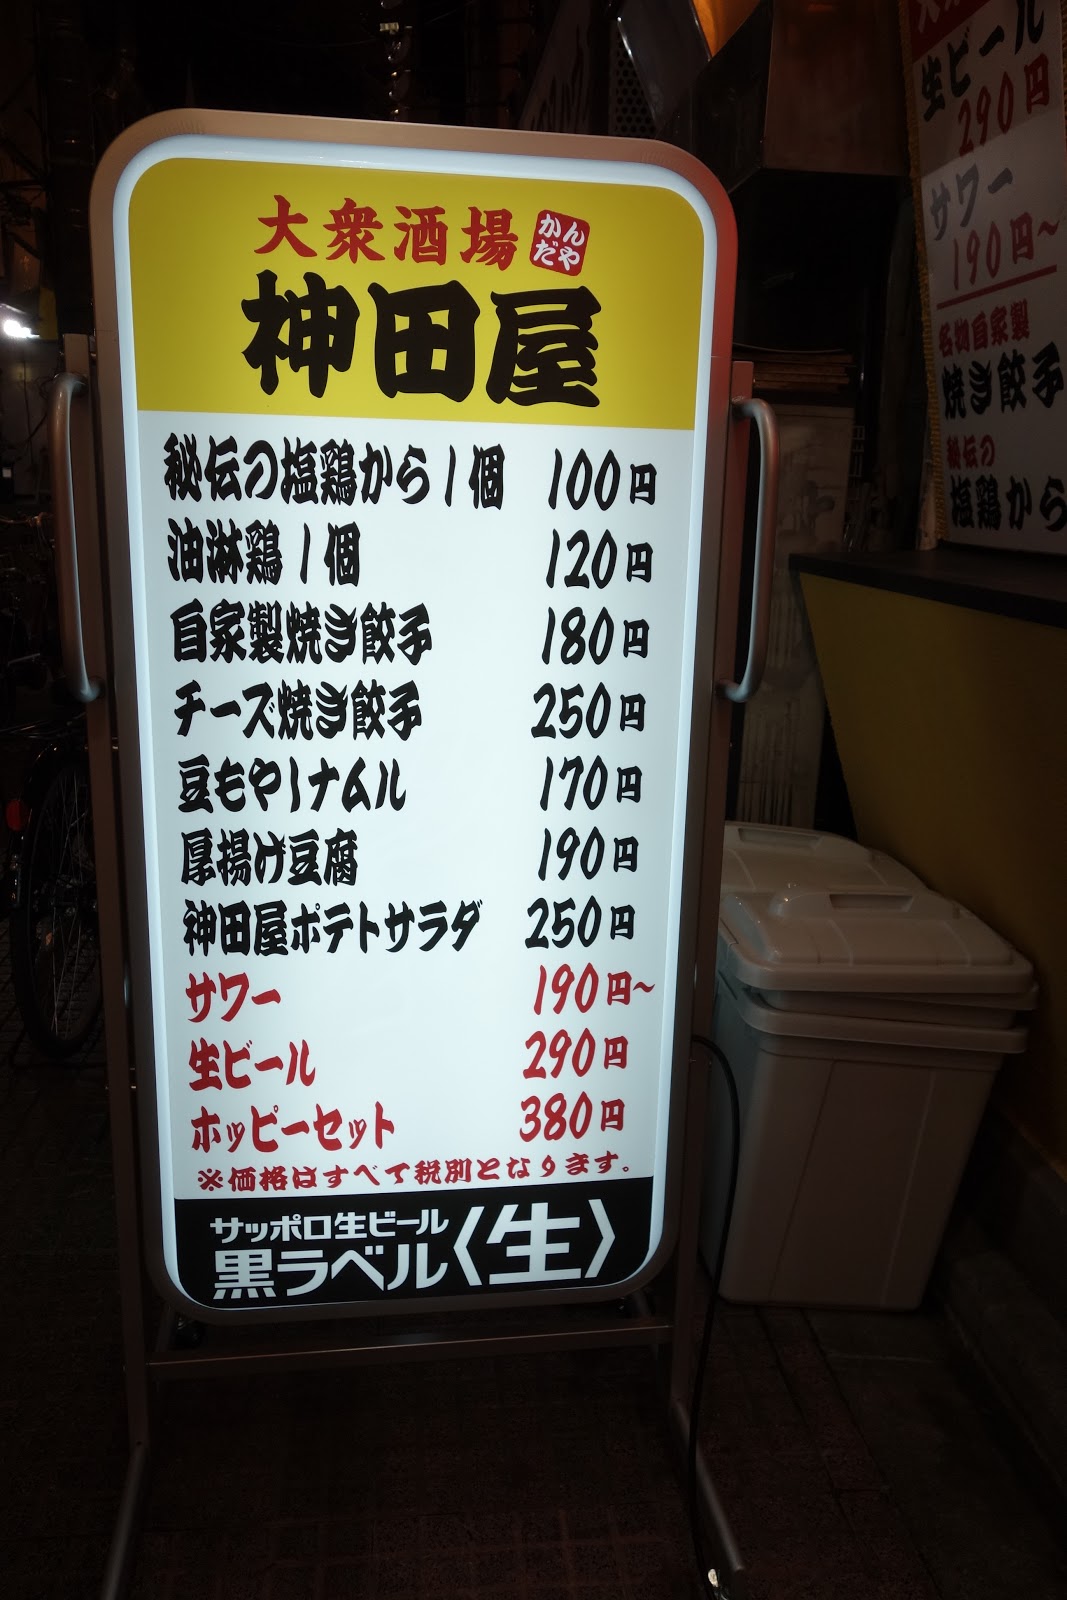 大衆酒場 かんだや
神田屋
秘伝の塩鶏から1個 100円
油淋鶏1個 120円
自家製焼き餃子 180円
チーズ焼き餃子 250円
豆もやしナムル 170円
厚揚げ豆腐 190円
神田屋ポテトサラダ 250円
サワー 190円~
生ビール 290円
ホッピーセット 380円
※価格はすべて税別となります。
サッポロ生ビール
黒ラベル〈生〉
生ビール
290円
サワー
190円~
名物自家製
焼き餃子
秘伝の
塩鶏から